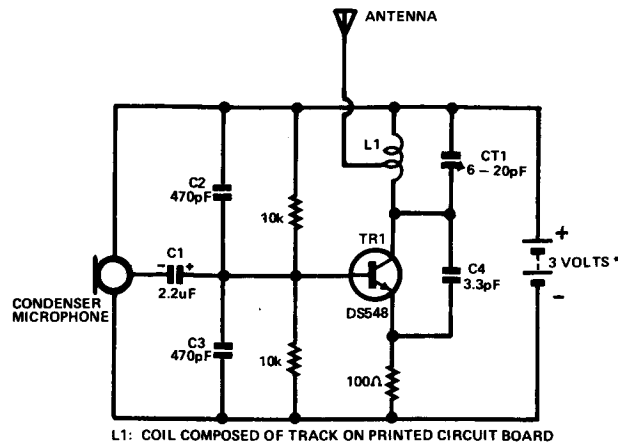 ANTENNA
L1
CT1
6 – 20pF
C2
470pF
10k
TR1
C1
- +
2.2uF
C4
3.3pF
+
3 VOLTS *
-
CONDENSER
MICROPHONE
DS548
C3
470pF
10k
100Ω
L1: COIL COMPOSED OF TRACK ON PRINTED CIRCUIT BOARD